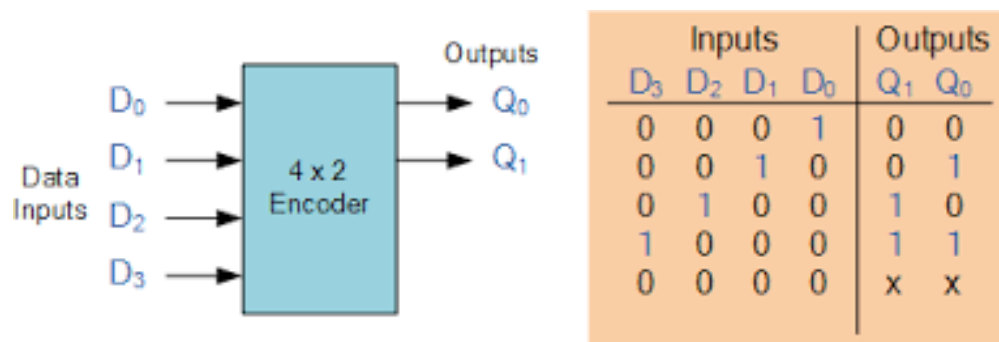 Outputs
D₀ Q₀
D₁ Q₁
Data
Inputs
D₂
D₃
4 x 2
Encoder
Inputs Outputs
D₃ D₂ D₁ D₀ Q₁ Q₀
0 0 0 1 0 0
0 0 1 0 0 1
0 1 0 0 1 0
1 0 0 0 1 1
0 0 0 0 x x